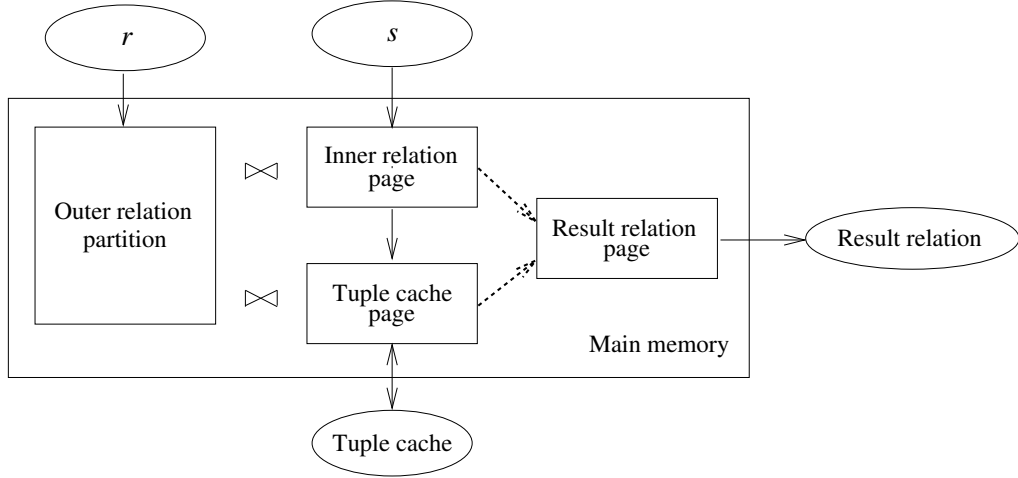 r
s
Outer relation
partition
Inner relation
page
Tuple cache
page
Result relation
page
Result relation
Main memory
Tuple cache